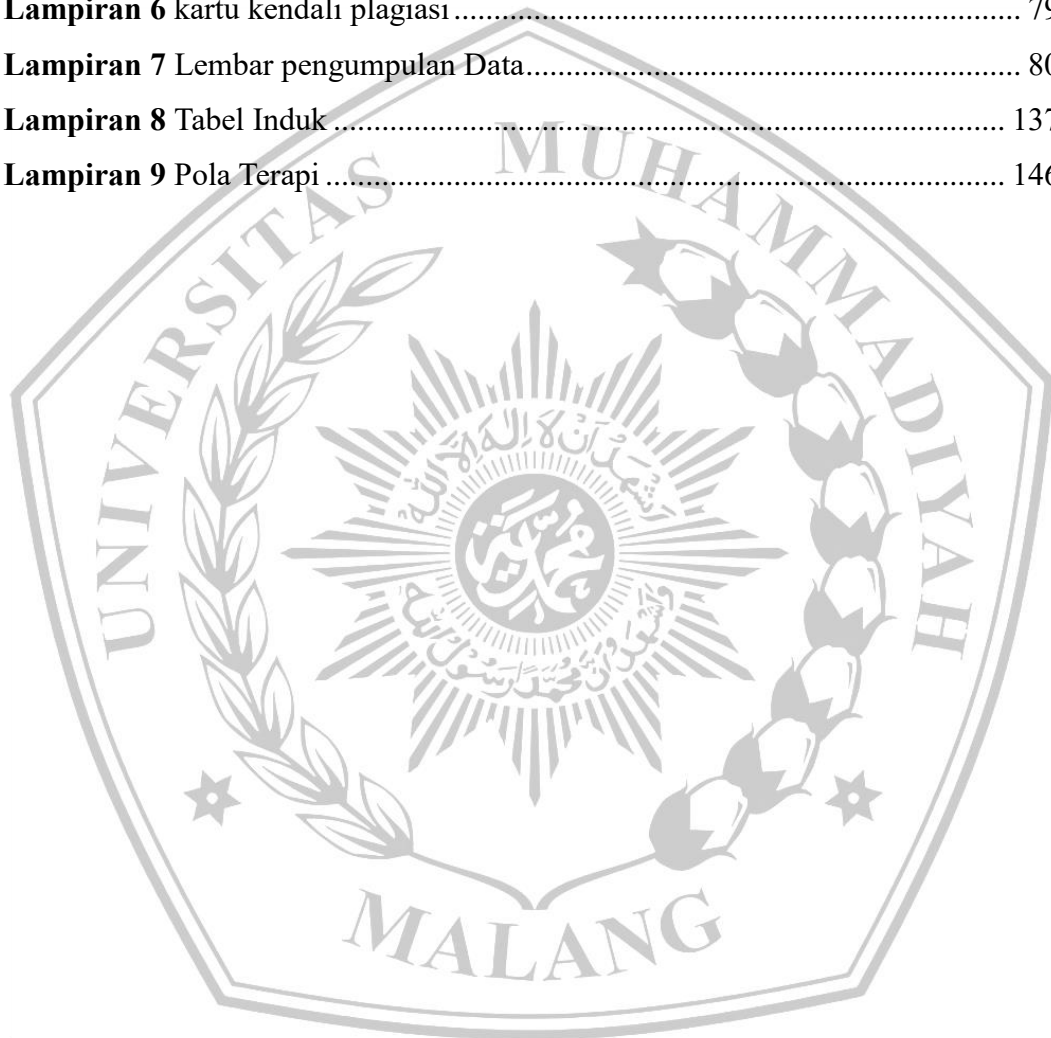 Lampiran 6 kartu kendali plagiasi ........ 79
Lampiran 7 Lembar pengumpulan Data ........ 80
Lampiran 8 Tabel Induk ........ 137
Lampiran 9 Pola Terapi ........ 146
UNIVERSITAS MUHAMMADIYAH
MALANG